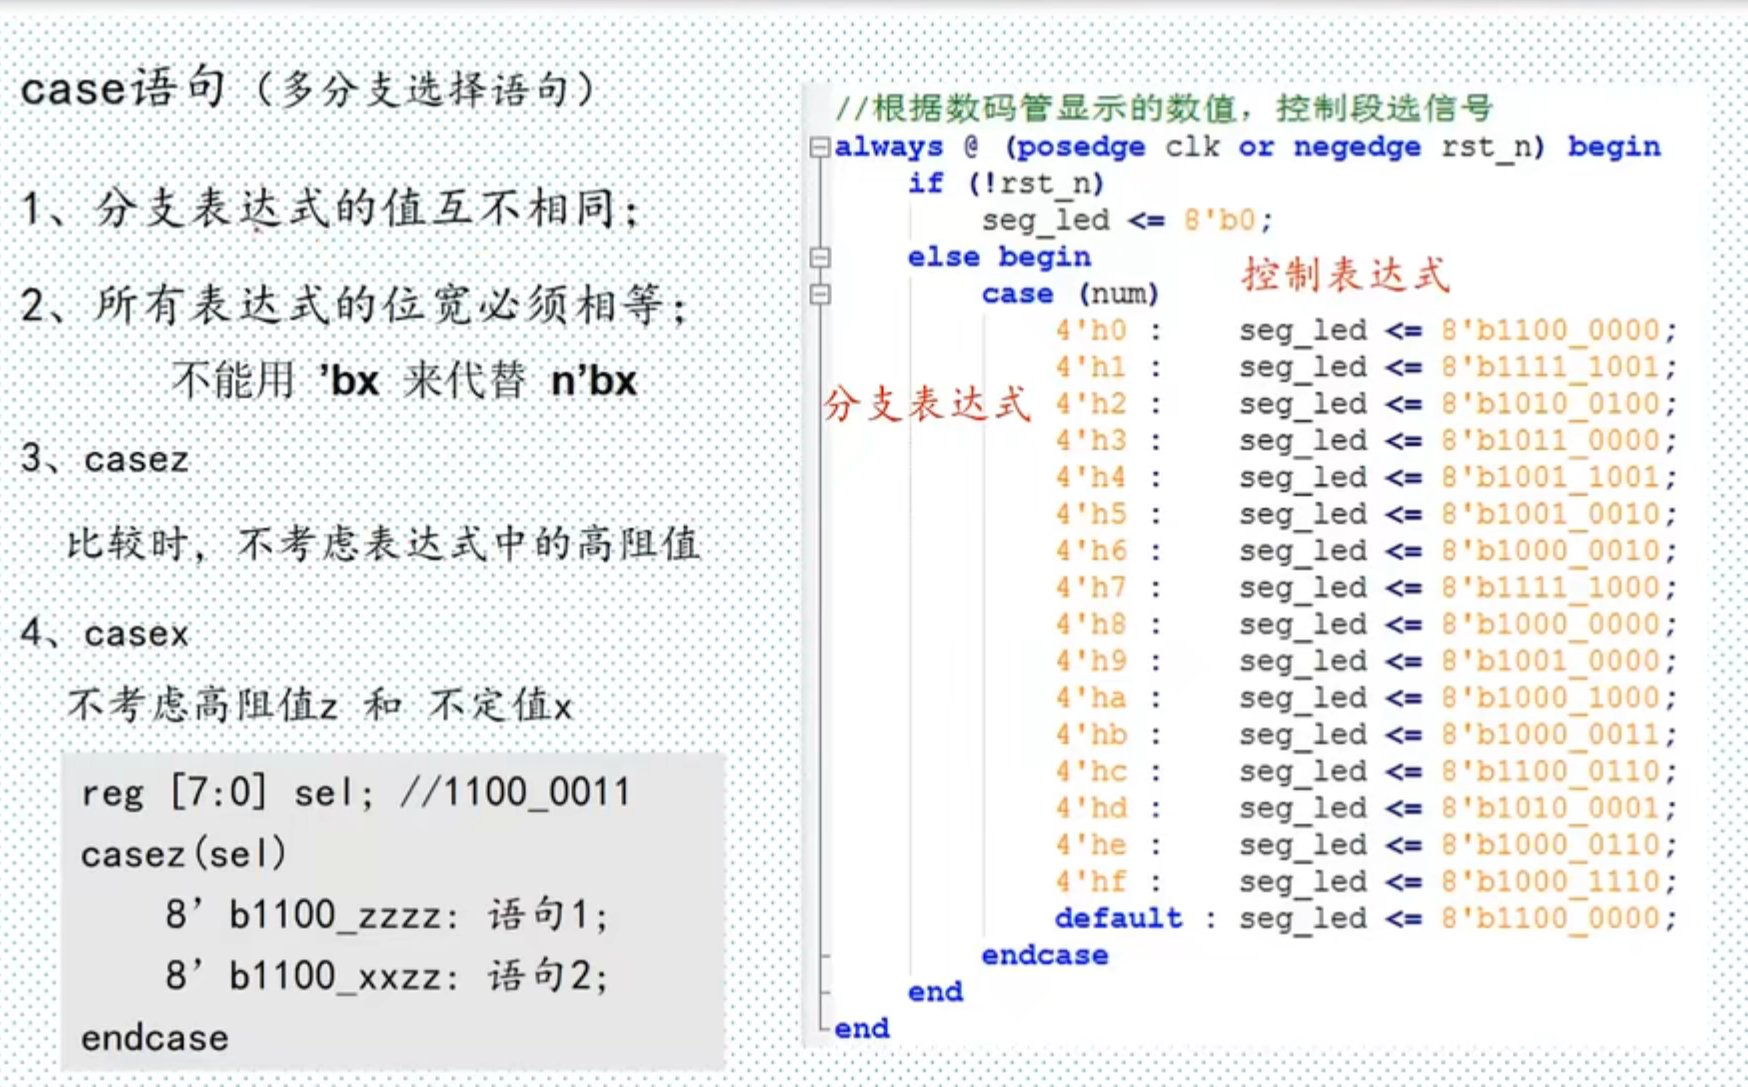 case语句（多分支选择语句）
1、分支表达式的值互不相同；
2、所有表达式的位宽必须相等；
不能用 'bx 来代替 n'bx
3、casez
比较时，不考虑表达式中的高阻值
4、casex
不考虑高阻值z 和 不定值x
reg [7:0] sel; //1100_0011
casez(sel)
8' b1100_zzzz: 语句1;
8' b1100_xxzz: 语句2;
endcase
//根据数码管显示的数值，控制段选信号
always @ (posedge clk or negedge rst_n) begin
if (!rst_n)
seg_led <= 8'b0;
else begin
控制表达式
case (num)
分支表达式
4'h0 : seg_led <= 8'b1100_0000;
4'h1 : seg_led <= 8'b1111_1001;
4'h2 : seg_led <= 8'b1010_0100;
4'h3 : seg_led <= 8'b1011_0000;
4'h4 : seg_led <= 8'b1001_1001;
4'h5 : seg_led <= 8'b1001_0010;
4'h6 : seg_led <= 8'b1000_0010;
4'h7 : seg_led <= 8'b1111_1000;
4'h8 : seg_led <= 8'b1000_0000;
4'h9 : seg_led <= 8'b1001_0000;
4'ha : seg_led <= 8'b1000_1000;
4'hb : seg_led <= 8'b1000_0011;
4'hc : seg_led <= 8'b1100_0110;
4'hd : seg_led <= 8'b1010_0001;
4'he : seg_led <= 8'b1000_0110;
4'hf : seg_led <= 8'b1000_1110;
default : seg_led <= 8'b1100_0000;
endcase
end
end